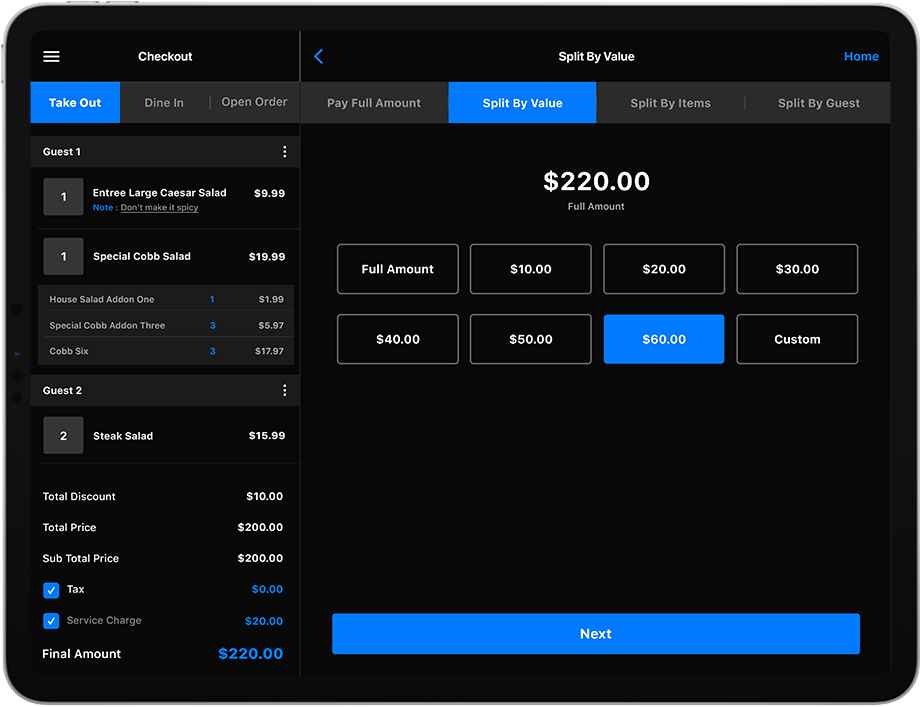 Checkout
Take Out
Dine In
Open Order
Guest 1
1
Entree Large Caesar Salad
$9.99
Note : Don't make it spicy
1
Special Cobb Salad
$19.99
House Salad Addon One
1
$1.99
Special Cobb Addon Three
3
$5.97
Cobb Six
3
$17.97
Guest 2
2
Steak Salad
$15.99
Total Discount
$10.00
Total Price
$200.00
Sub Total Price
$200.00
Tax
$0.00
Service Charge
$20.00
Final Amount
$220.00
Split By Value
Home
Pay Full Amount
Split By Value
Split By Items
Split By Guest
$220.00
Full Amount
Full Amount
$10.00
$20.00
$30.00
$40.00
$50.00
$60.00
Custom
Next